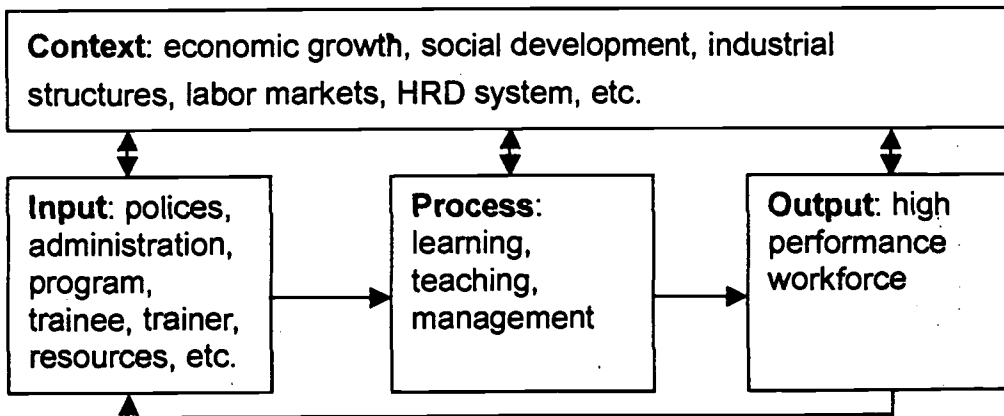 Context: economic growth, social development, industrial
structures, labor markets, HRD system, etc.
Input: polices,
administration,
program,
trainee, trainer,
resources, etc.
Process:
learning,
teaching,
management
Output: high
performance
workforce